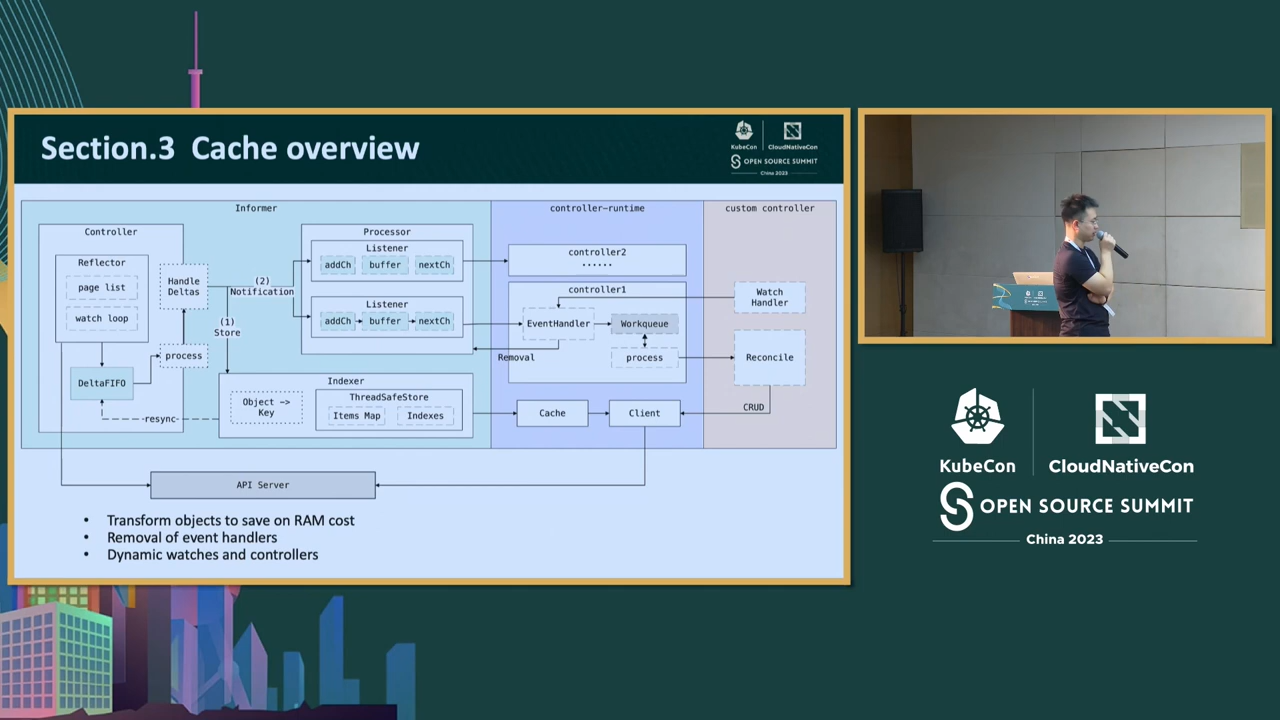 Section.3 Cache overview
KubeCon
CloudNativeCon
OPEN SOURCE SUMMIT
China 2023
Informer
controller-runtime
custom controller
Controller
Reflector
page list
watch loop
DeltaFIFO
Handle
Deltas
process
resync
(1)
Store
(2)
Notification
Processor
Listener
addCh
buffer
nextCh
Listener
addCh
buffer
nextCh
Indexer
Object ->
Key
ThreadSafeStore
Items Map
Indexes
controller2
......
controller1
EventHandler
Workqueue
process
Removal
Cache
Client
Watch
Handler
Reconcile
CRUD
API Server
• Transform objects to save on RAM cost
• Removal of event handlers
• Dynamic watches and controllers
KubeCon
CloudNativeCon
OPEN SOURCE SUMMIT
China 2023